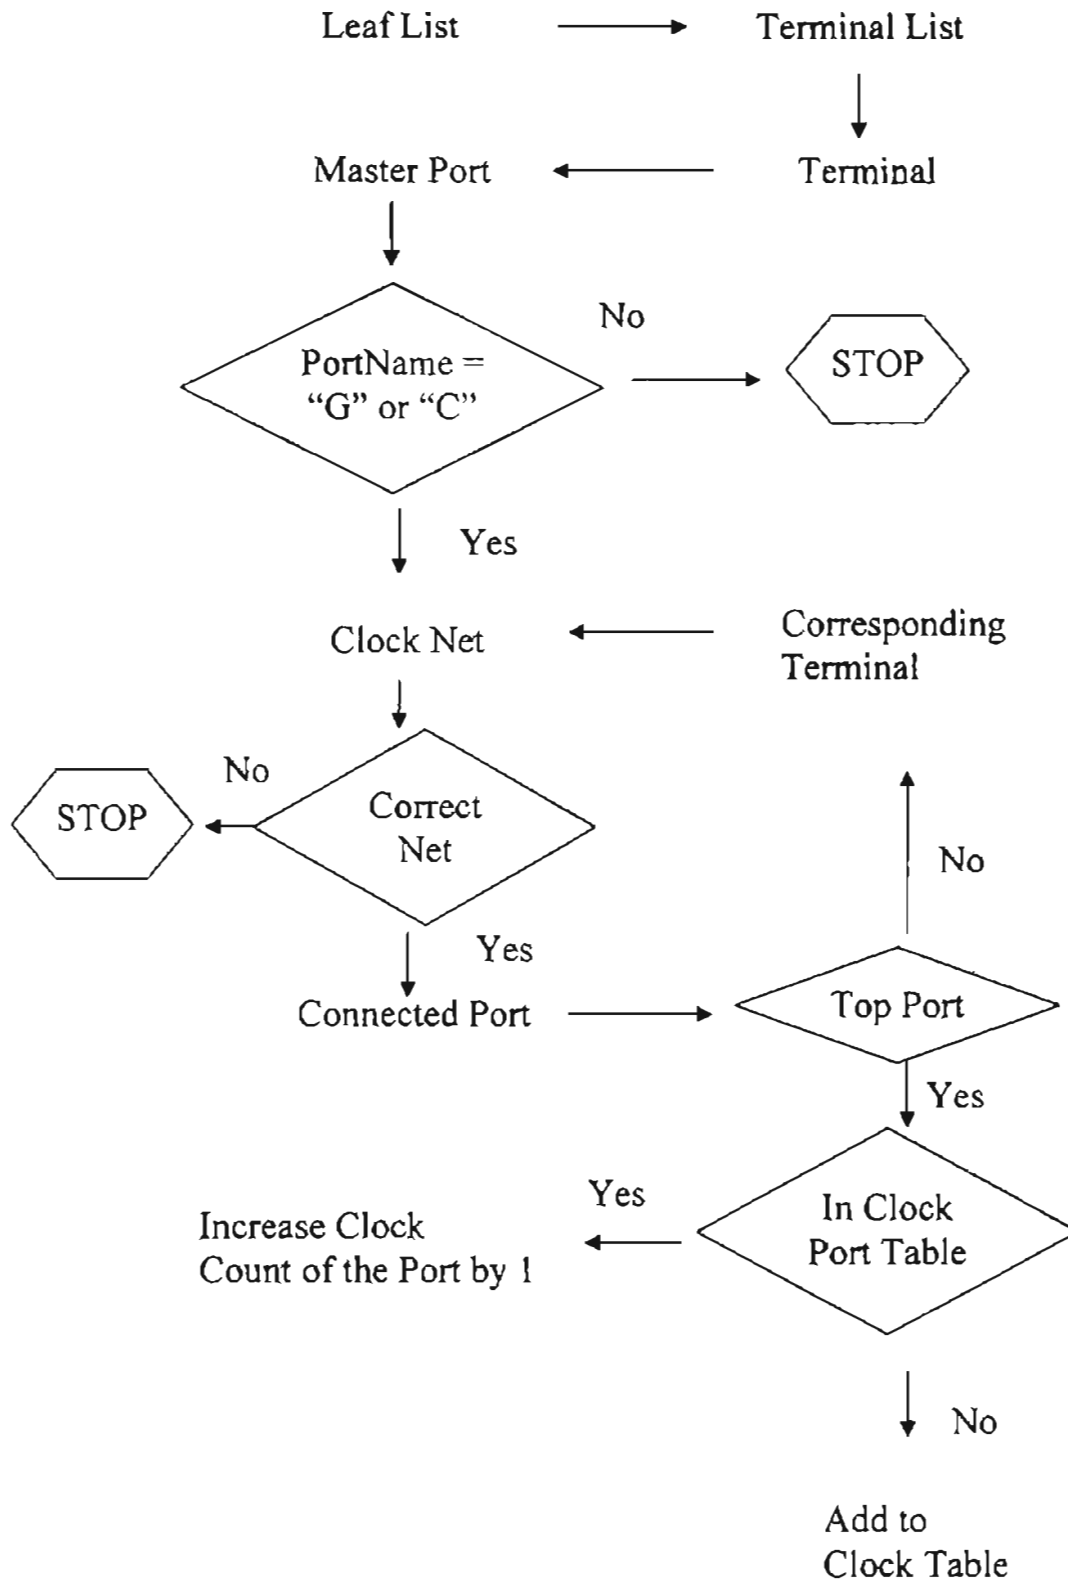 Leaf List
Terminal List
Master Port
Terminal
PortName =
“G” or “C”
No
STOP
Yes
Clock Net
Corresponding
Terminal
No
STOP
Correct
Net
No
Yes
Connected Port
Top Port
Yes
Yes
In Clock
Port Table
Increase Clock
Count of the Port by 1
No
Add to
Clock Table